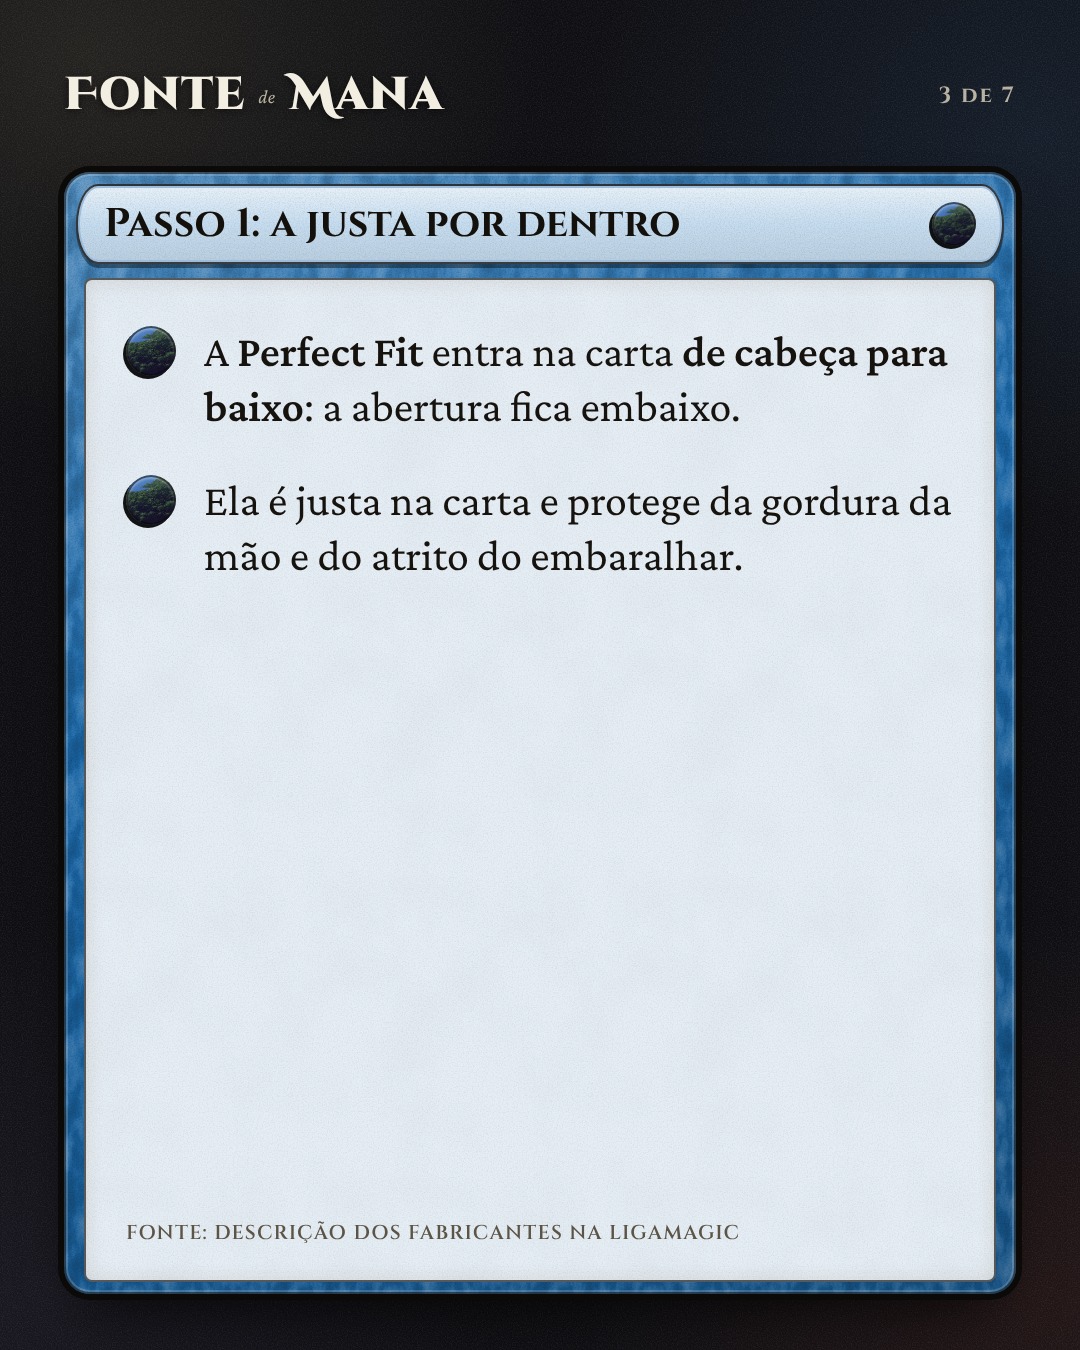 Fonte de Mana
3 de 7
Passo 1: a justa por dentro
A Perfect Fit entra na carta de cabeça para
baixo: a abertura fica embaixo.
Ela é justa na carta e protege da gordura da
mão e do atrito do embaralhar.
Fonte: descrição dos fabricantes na LigaMagic